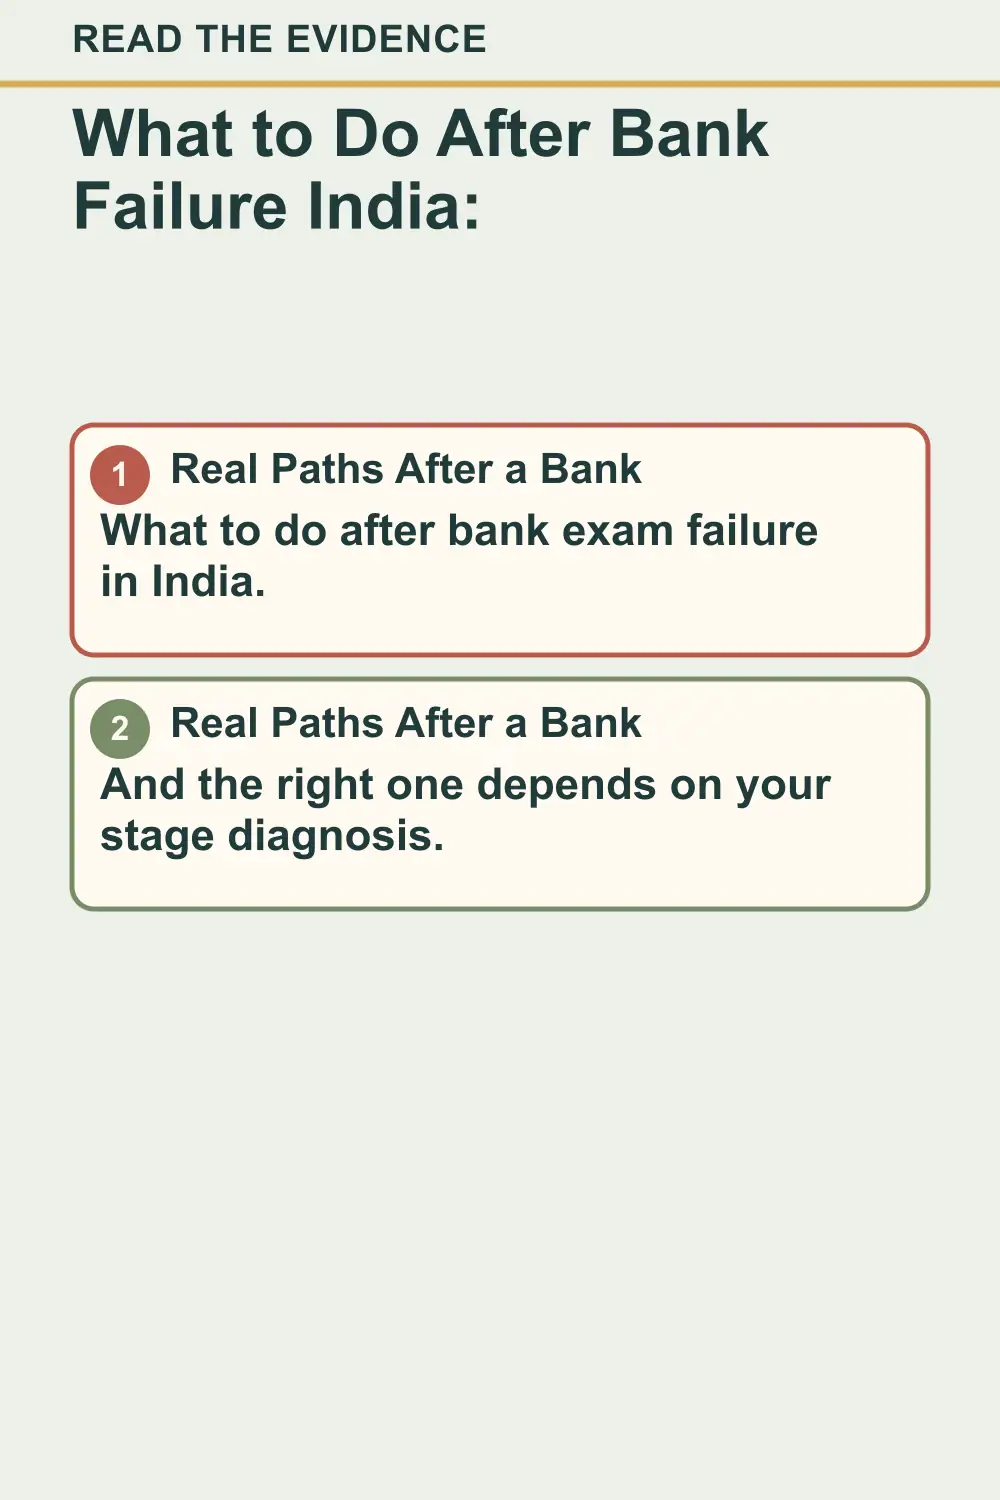 READ THE EVIDENCE
What to Do After Bank
Failure India:
1 Real Paths After a Bank
What to do after bank exam failure
in India.
2 Real Paths After a Bank
And the right one depends on your
stage diagnosis.